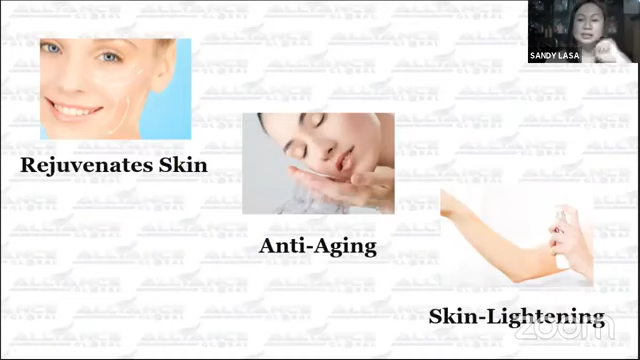 SANDY LASA
Rejuvenates Skin
Anti-Aging
Skin-Lightening
zoom